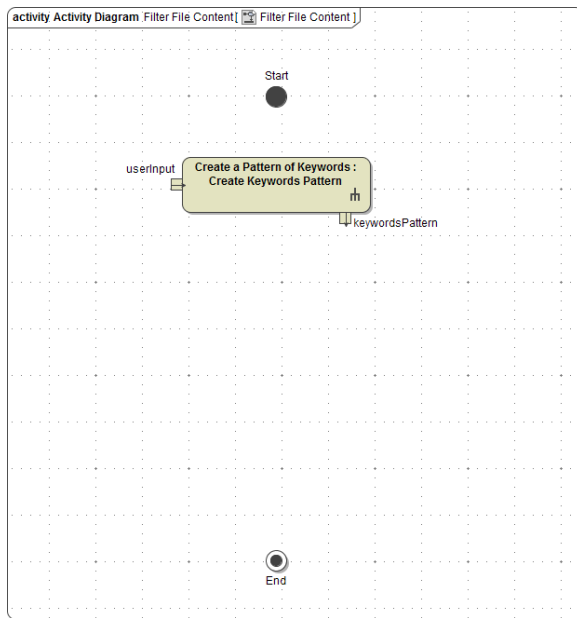 activity Activity Diagram Filter File Content[ Filter File Content ]
Start
userInput
Create a Pattern of Keywords :
Create Keywords Pattern
keywordsPattern
End